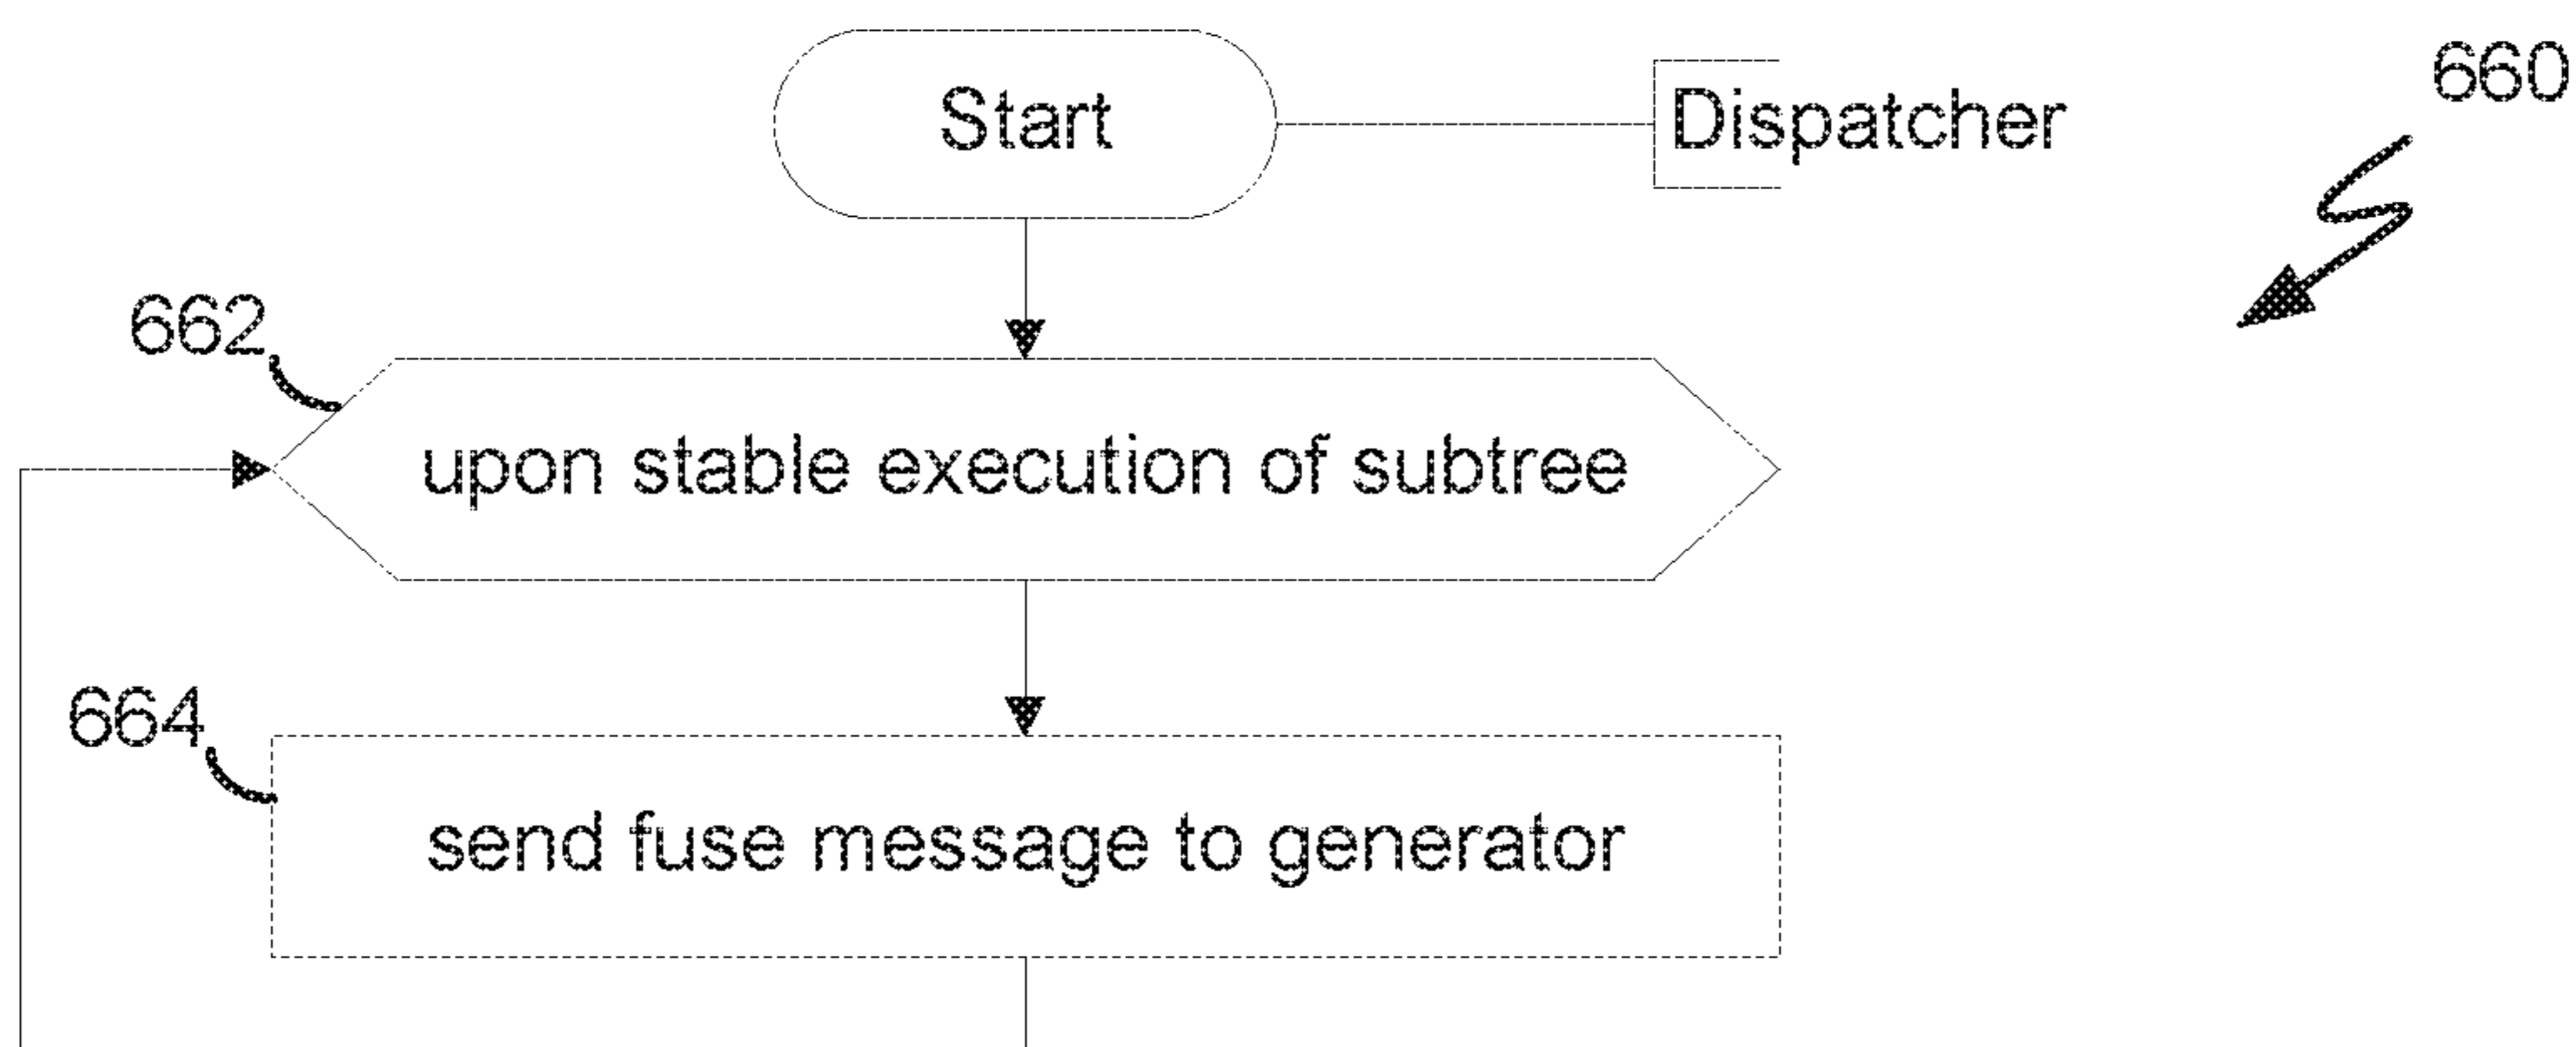 Start
Dispatcher
660
662
upon stable execution of subtree
664
send fuse message to generator